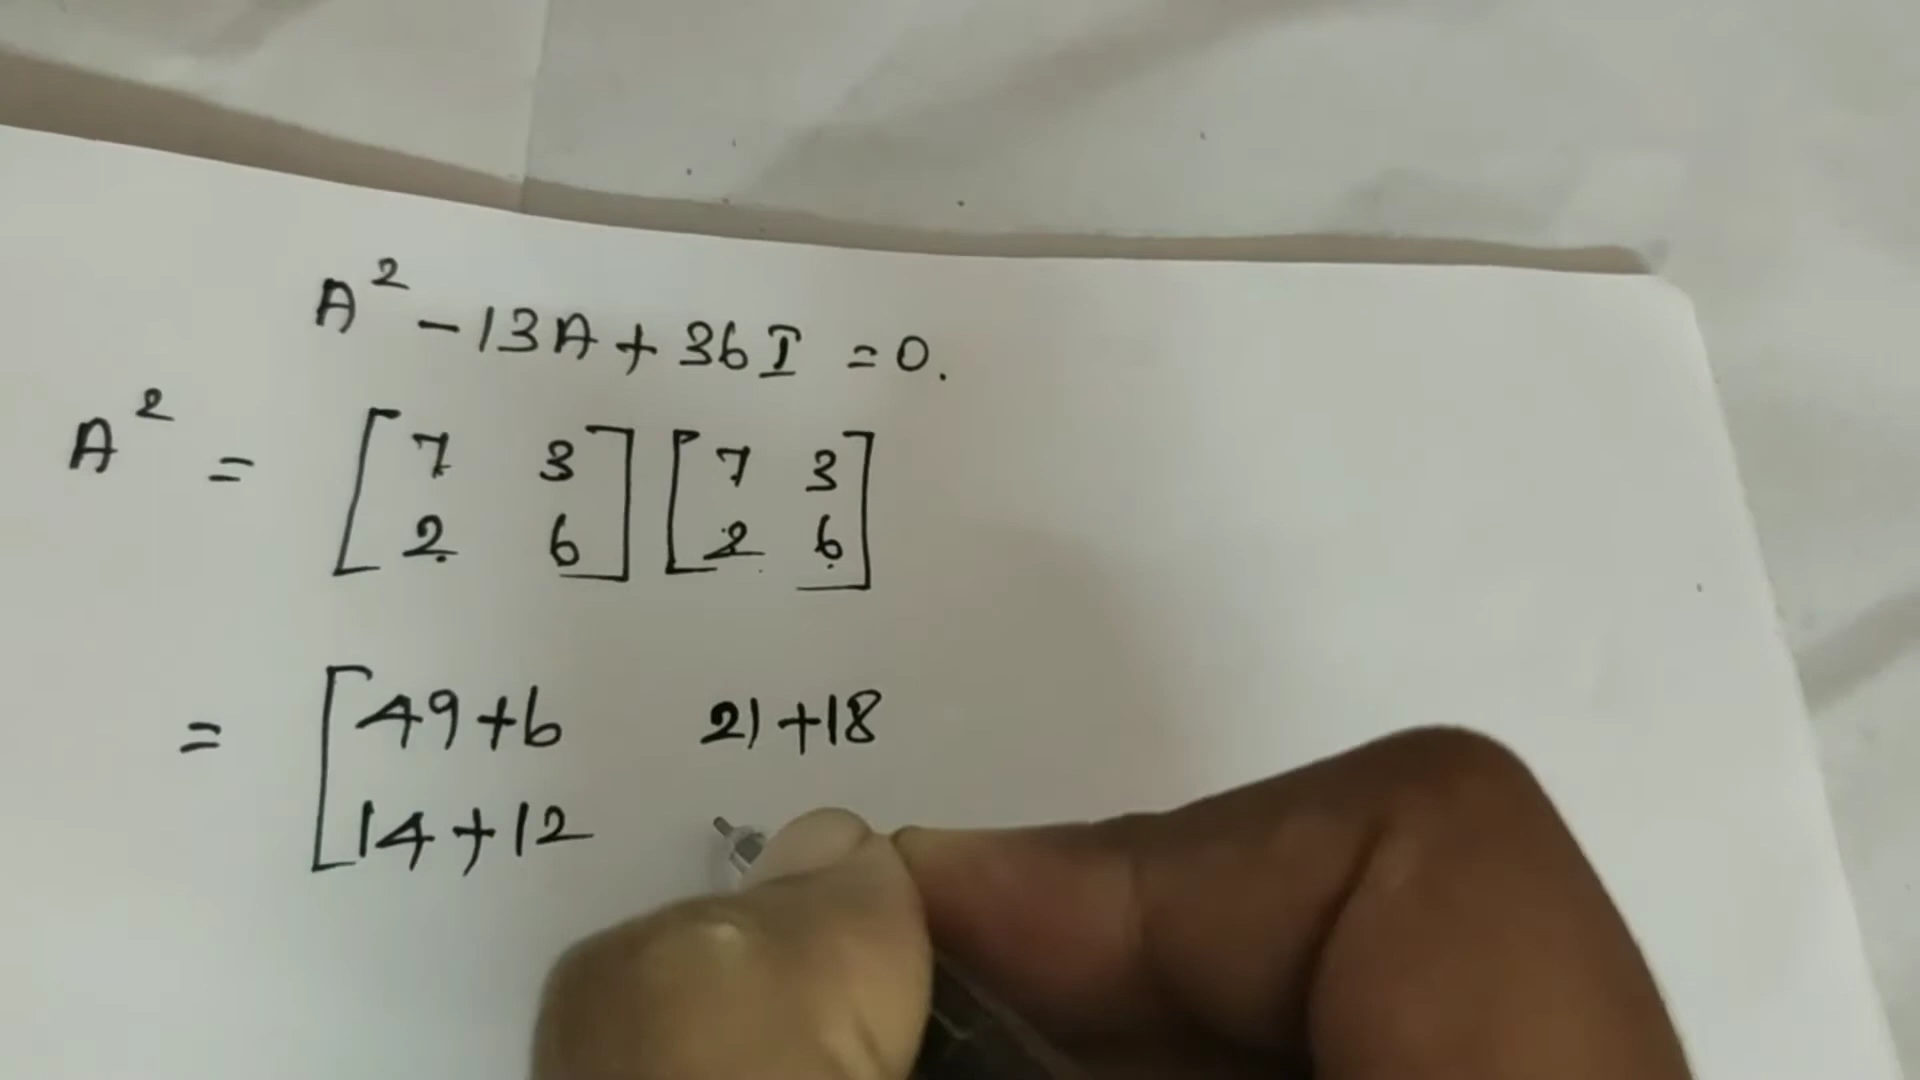 A² - 13A + 36I = 0.
A² = [7 3 2 6] [7 3 2 6]
= [49+6 21+18
14+12